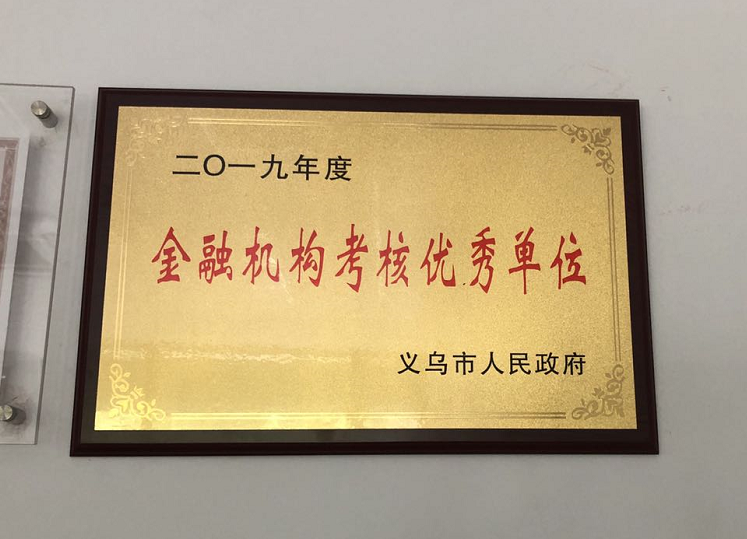 二〇一九年度
金融机构考核优秀单位
义乌市人民政府